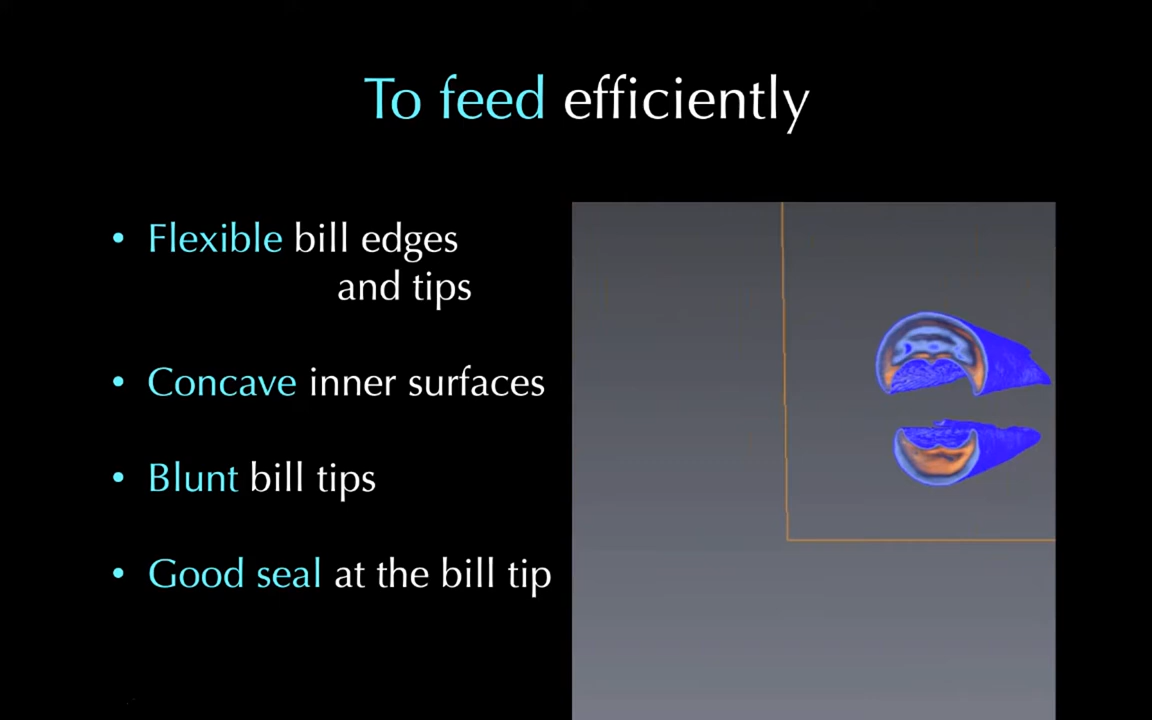 To feed efficiently
• Flexible bill edges
and tips
• Concave inner surfaces
• Blunt bill tips
• Good seal at the bill tip